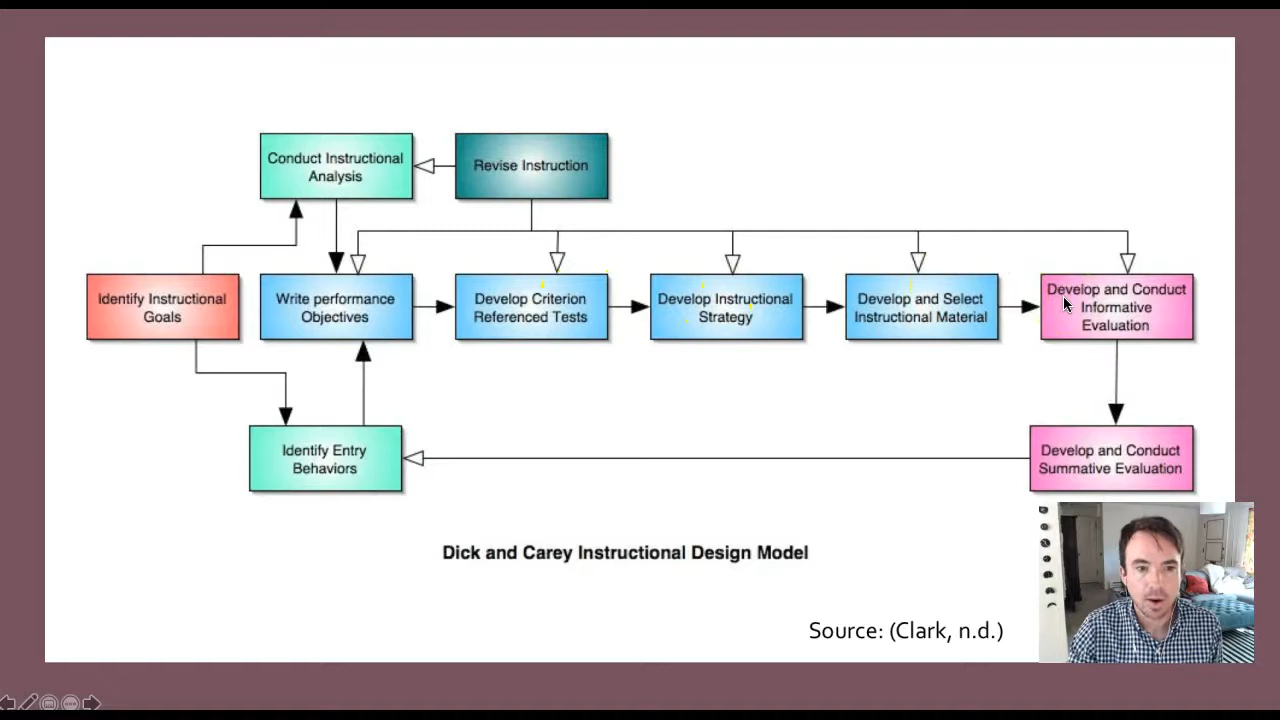 Conduct Instructional
Analysis
Revise Instruction
Identify Instructional
Goals
Write performance
Objectives
Develop Criterion
Referenced Tests
Develop Instructional
Strategy
Develop and Select
Instructional Material
Develop and Conduct
Informative
Evaluation
Identify Entry
Behaviors
Develop and Conduct
Summative Evaluation
Dick and Carey Instructional Design Model
Source: (Clark, n.d.)